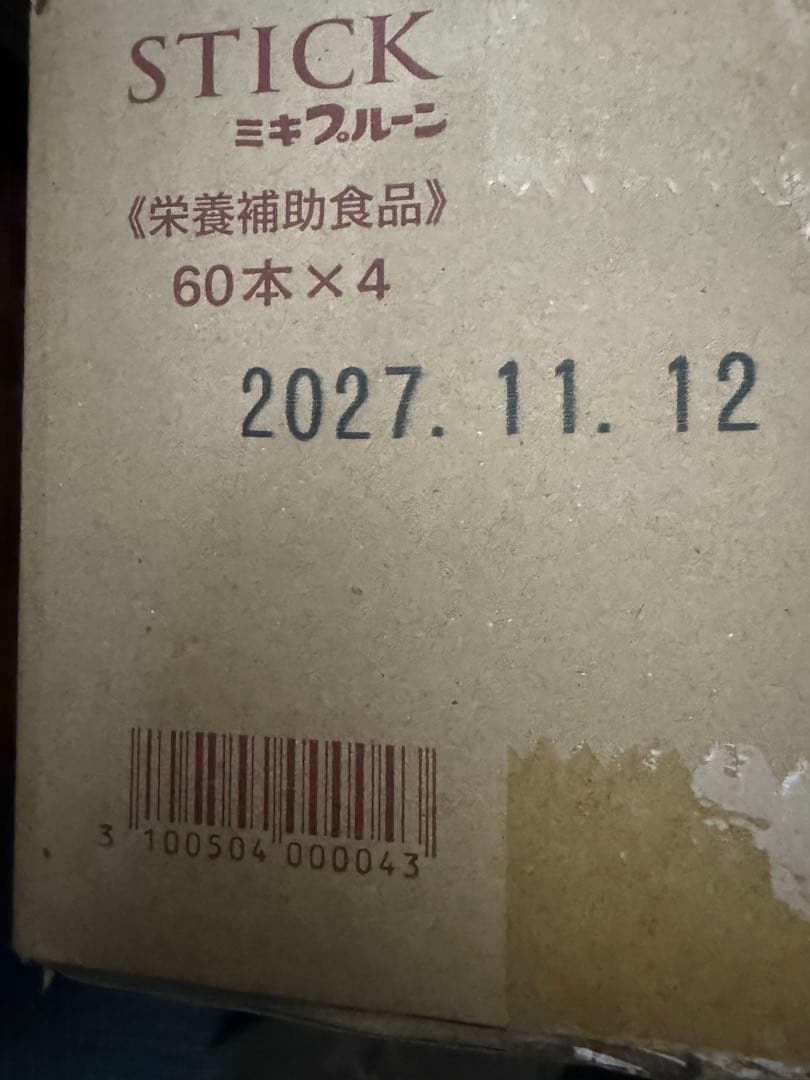 STICK
ミキプルーン
《栄養補助食品》
60本×4
2027. 11. 12
3 100504 000043